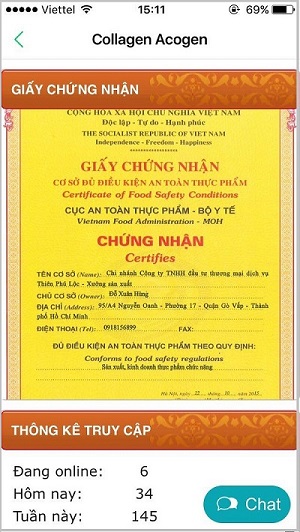 Viettel 15:11 69%
Collagen Acogen
GIẤY CHỨNG NHẬN
CỘNG HÒA XÃ HỘI CHỦ NGHĨA VIỆT NAM
Độc lập - Tự do - Hạnh phúc
THE SOCIALIST REPUBLIC OF VIET NAM
Independence - Freedom - Happiness
GIẤY CHỨNG NHẬN
CƠ SỞ ĐỦ ĐIỀU KIỆN AN TOÀN THỰC PHẨM
Certificate of Food Safety Conditions
CỤC AN TOÀN THỰC PHẨM - BỘ Y TẾ
Vietnam Food Administration - MOH
CHỨNG NHẬN
Certifies
TÊN CƠ SỞ (Name): Chi nhánh Công ty TNHH đầu tư thương mại dịch vụ
Thiên Phú Lộc - Xưởng sản xuất
CHỦ CƠ SỞ (Owner): Đỗ Xuân Hùng
ĐỊA CHỈ (Address): 95/A4 Nguyễn Oanh - Phường 17 - Quận Gò Vấp - Thành
phố Hồ Chí Minh
ĐIỆN THOẠI (Tel): 0918156899 FAX:
ĐỦ ĐIỀU KIỆN AN TOÀN THỰC PHẨM THEO QUY ĐỊNH:
Conforms to food safety regulations
Sản xuất, kinh doanh thực phẩm chức năng
Hà Nội, ngày 22 tháng 10 năm
THỐNG KÊ TRUY CẬP
Đang online: 6
Hôm nay: 34
Tuần này: 145
Chat